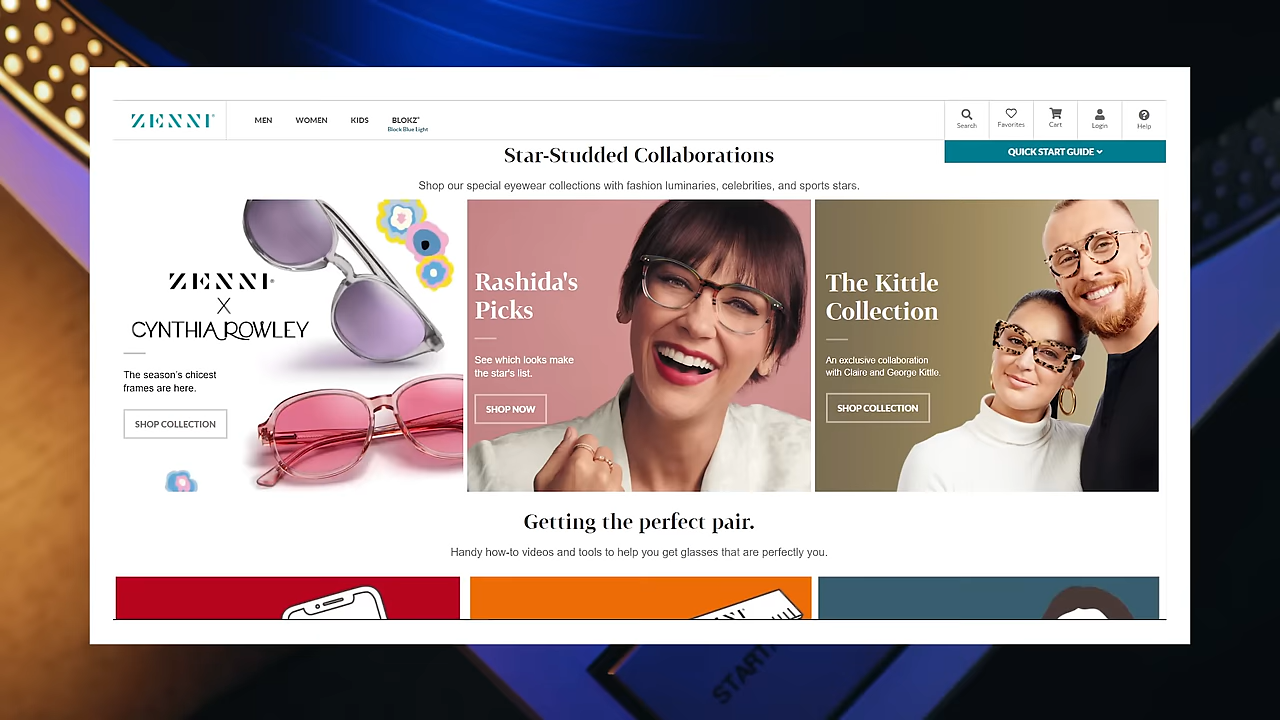 ZENNI
MEN
WOMEN
KIDS
BLOKZ
Block Blue Light
Search
Favorites
Cart
Login
Help
QUICK START GUIDE
Star-Studded Collaborations
Shop our special eyewear collections with fashion luminaries, celebrities, and sports stars.
ZENNI
X
CYNTHIA ROWLEY
The season's chicest
frames are here.
SHOP COLLECTION
Rashida's
Picks
See which looks make
the star's list.
SHOP NOW
The Kittle
Collection
An exclusive collaboration
with Claire and George Kittle.
SHOP COLLECTION
Getting the perfect pair.
Handy how-to videos and tools to help you get glasses that are perfectly you.